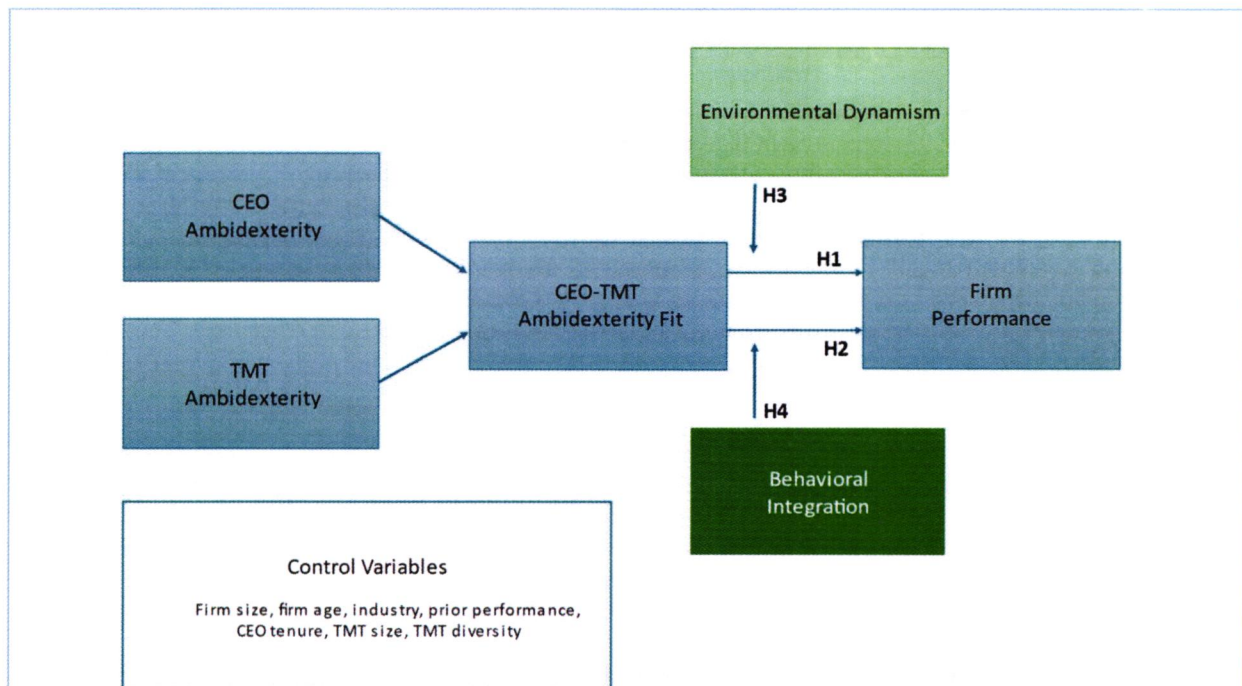 Environmental Dynamism
CEO
Ambidexterity
H3
CEO-TMT
Ambidexterity Fit
H1
Firm
Performance
H2
TMT
Ambidexterity
H4
Behavioral
Integration
Control Variables
Firm size, firm age, industry, prior performance,
CEO tenure, TMT size, TMT diversity